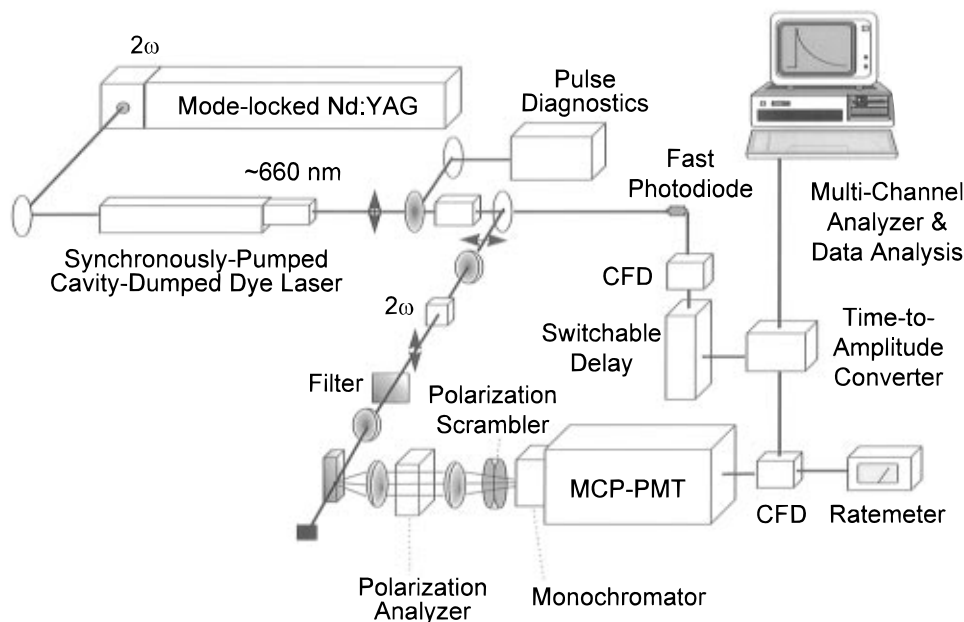 2ω
Mode-locked Nd:YAG
Pulse
Diagnostics
~660 nm
Fast
Photodiode
Multi-Channel
Analyzer &
Data Analysis
Synchronously-Pumped
Cavity-Dumped Dye Laser
CFD
2ω
Switchable
Delay
Time-to-
Amplitude
Converter
Filter
Polarization
Scrambler
MCP-PMT
CFD
Ratemeter
Polarization
Analyzer
Monochromator